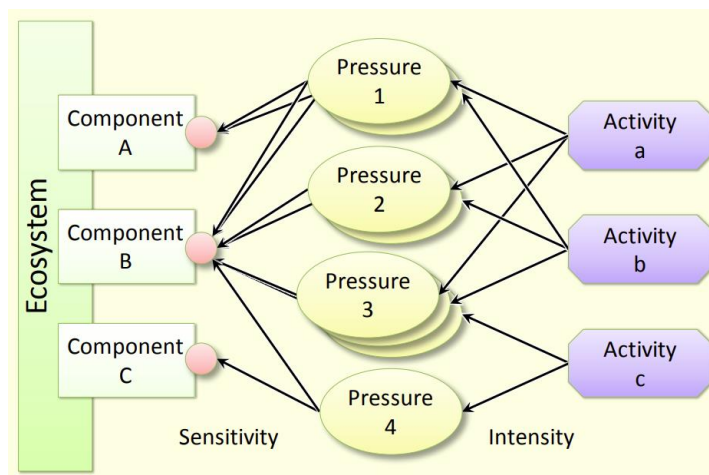 Ecosystem
Component
A
Component
B
Component
C
Pressure
1
Pressure
2
Pressure
3
Pressure
4
Activity
a
Activity
b
Activity
c
Sensitivity
Intensity